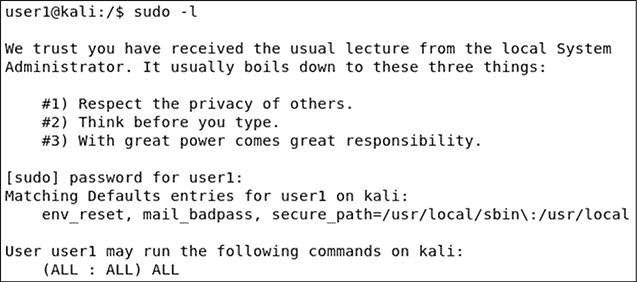 user1@kali:/$ sudo -l
We trust you have received the usual lecture from the local System
Administrator. It usually boils down to these three things:
#1) Respect the privacy of others.
#2) Think before you type.
#3) With great power comes great responsibility.
[sudo] password for user1:
Matching Defaults entries for user1 on kali:
env_reset, mail_badpass, secure_path=/usr/local/sbin\:/usr/local
User user1 may run the following commands on kali:
(ALL : ALL) ALL